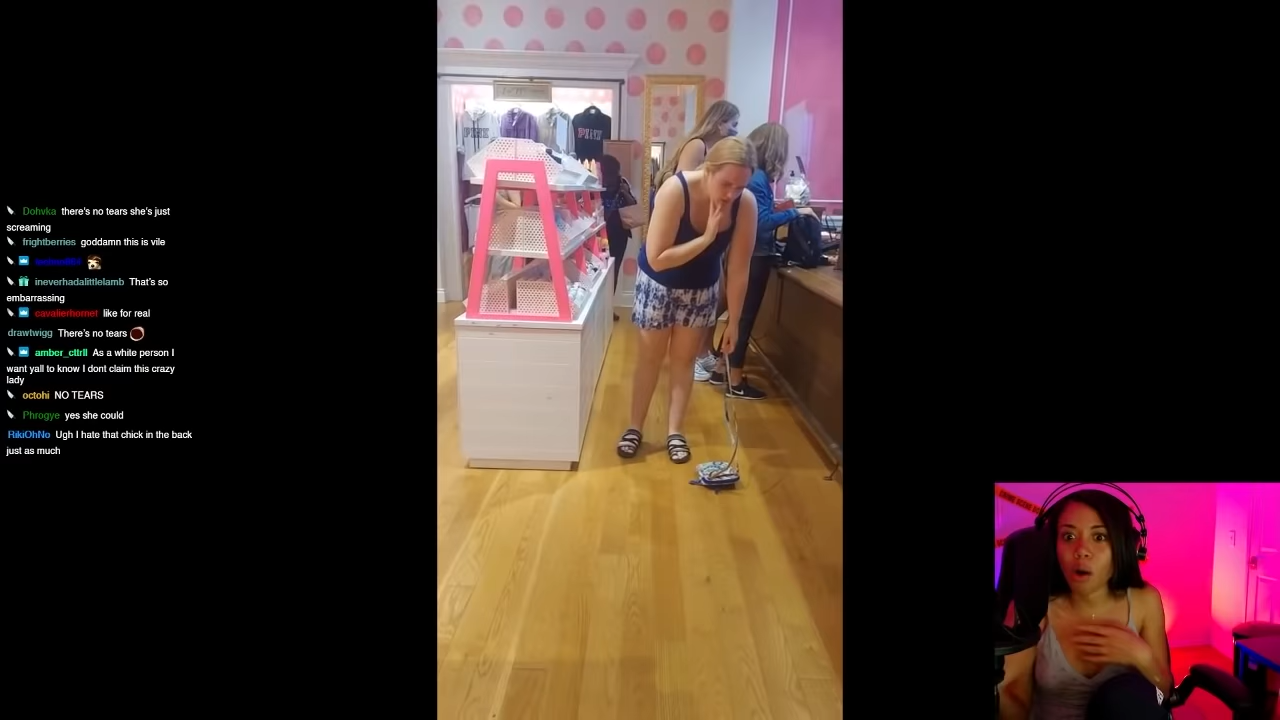 Dohvka there's no tears she's just
screaming
frightberries goddamn this is vile
ineverhadalittlelamb That's so
embarrassing
cavalierhornet like for real
drawtwigg There's no tears
amber_cttrll As a white person I
want yall to know I dont claim this crazy
lady
octohi NO TEARS
Phrogye yes she could
RikiOhNo Ugh I hate that chick in the back
just as much
PINK
PINK